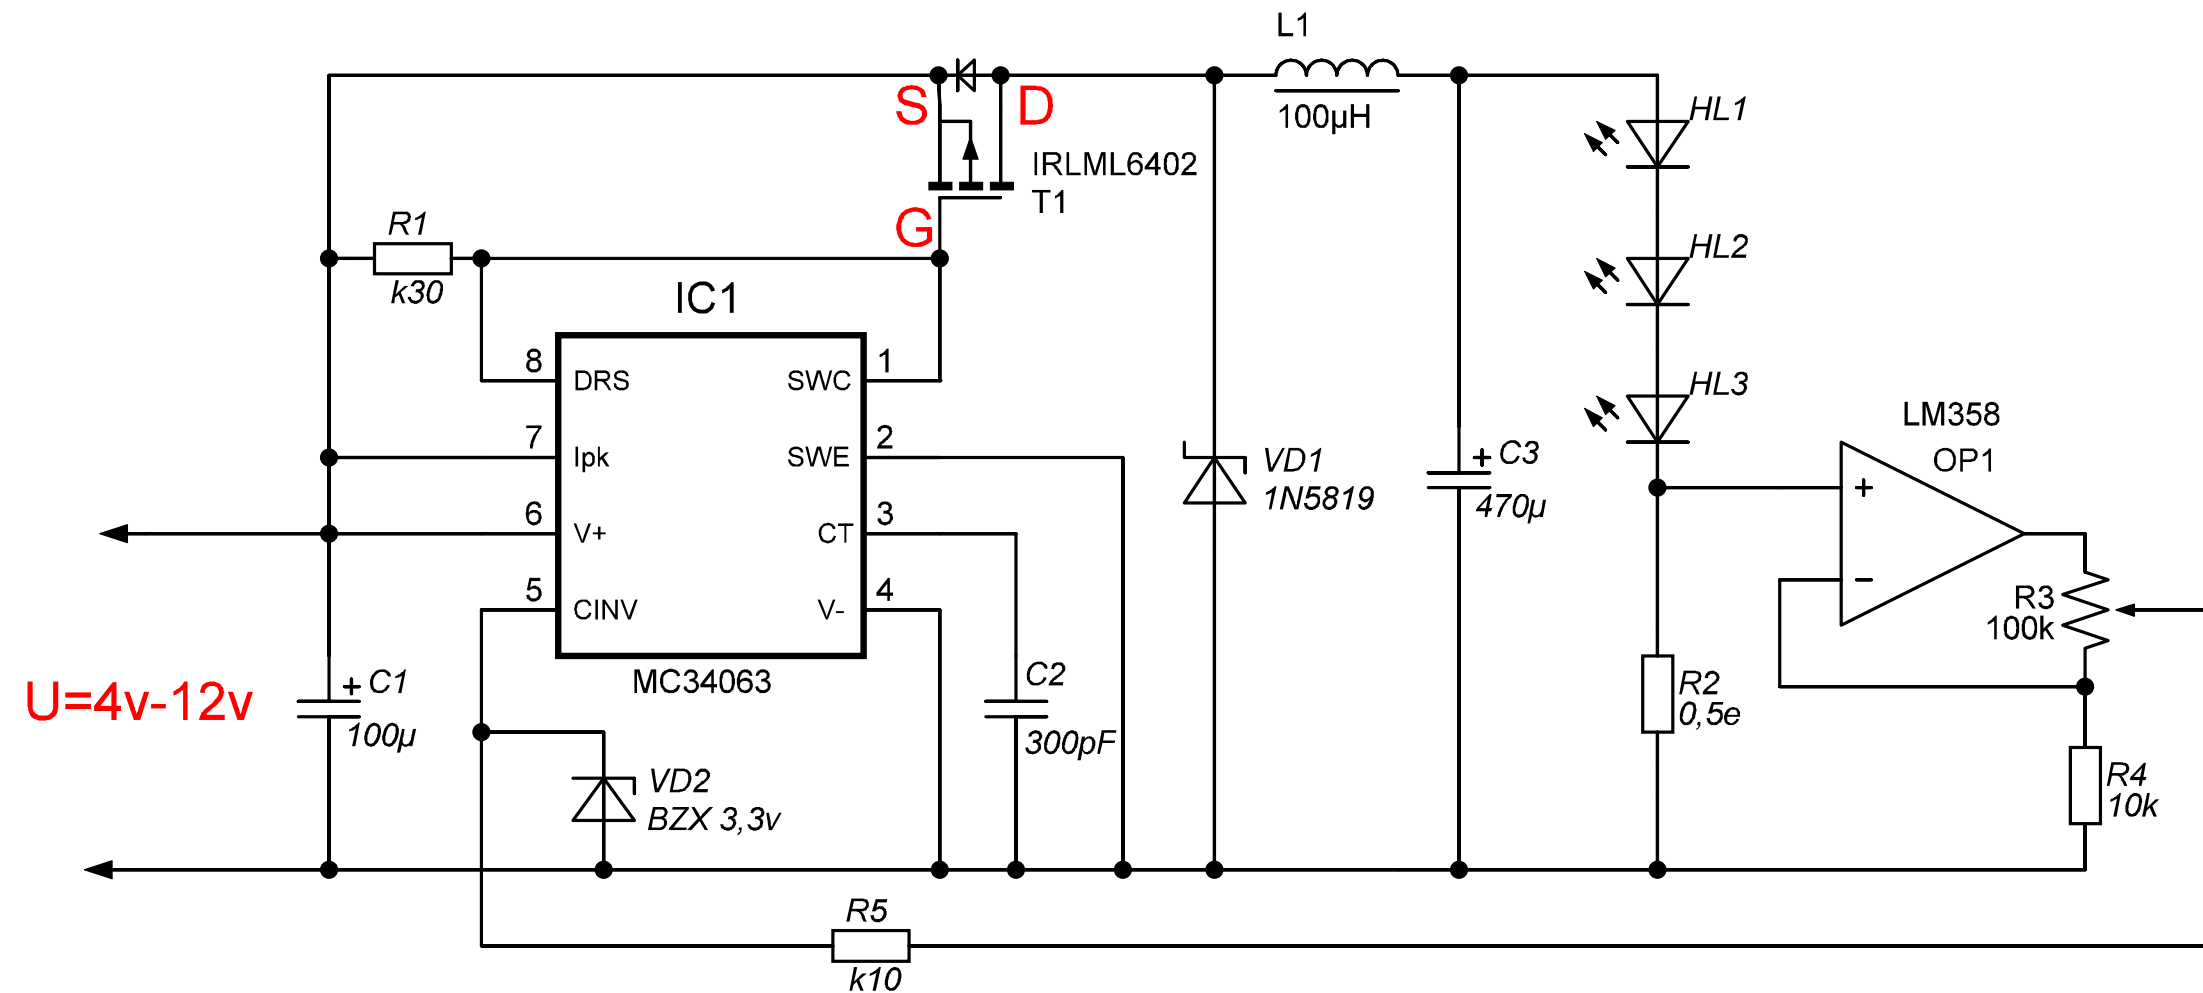 L1
100µH
S
D
IRLML6402
T1
G
R1
k30
IC1
8
DRS
SWC
1
7
Ipk
SWE
2
6
V+
CT
3
5
CINV
V-
4
MC34063
HL1
HL2
HL3
LM358
OP1
+
-
VD1
1N5819
+ C3
470µ
R3
100k
U=4v-12v
+ C1
100µ
C2
300pF
R2
0,5e
VD2
BZX 3,3v
R4
10k
R5
k10